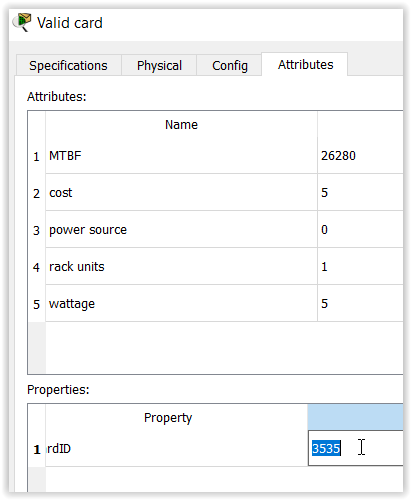 Valid card
Specifications Physical Config Attributes
Attributes:
Name
1 MTBF 26280
2 cost 5
3 power source 0
4 rack units 1
5 wattage 5
Properties:
Property
1 rdID 3535